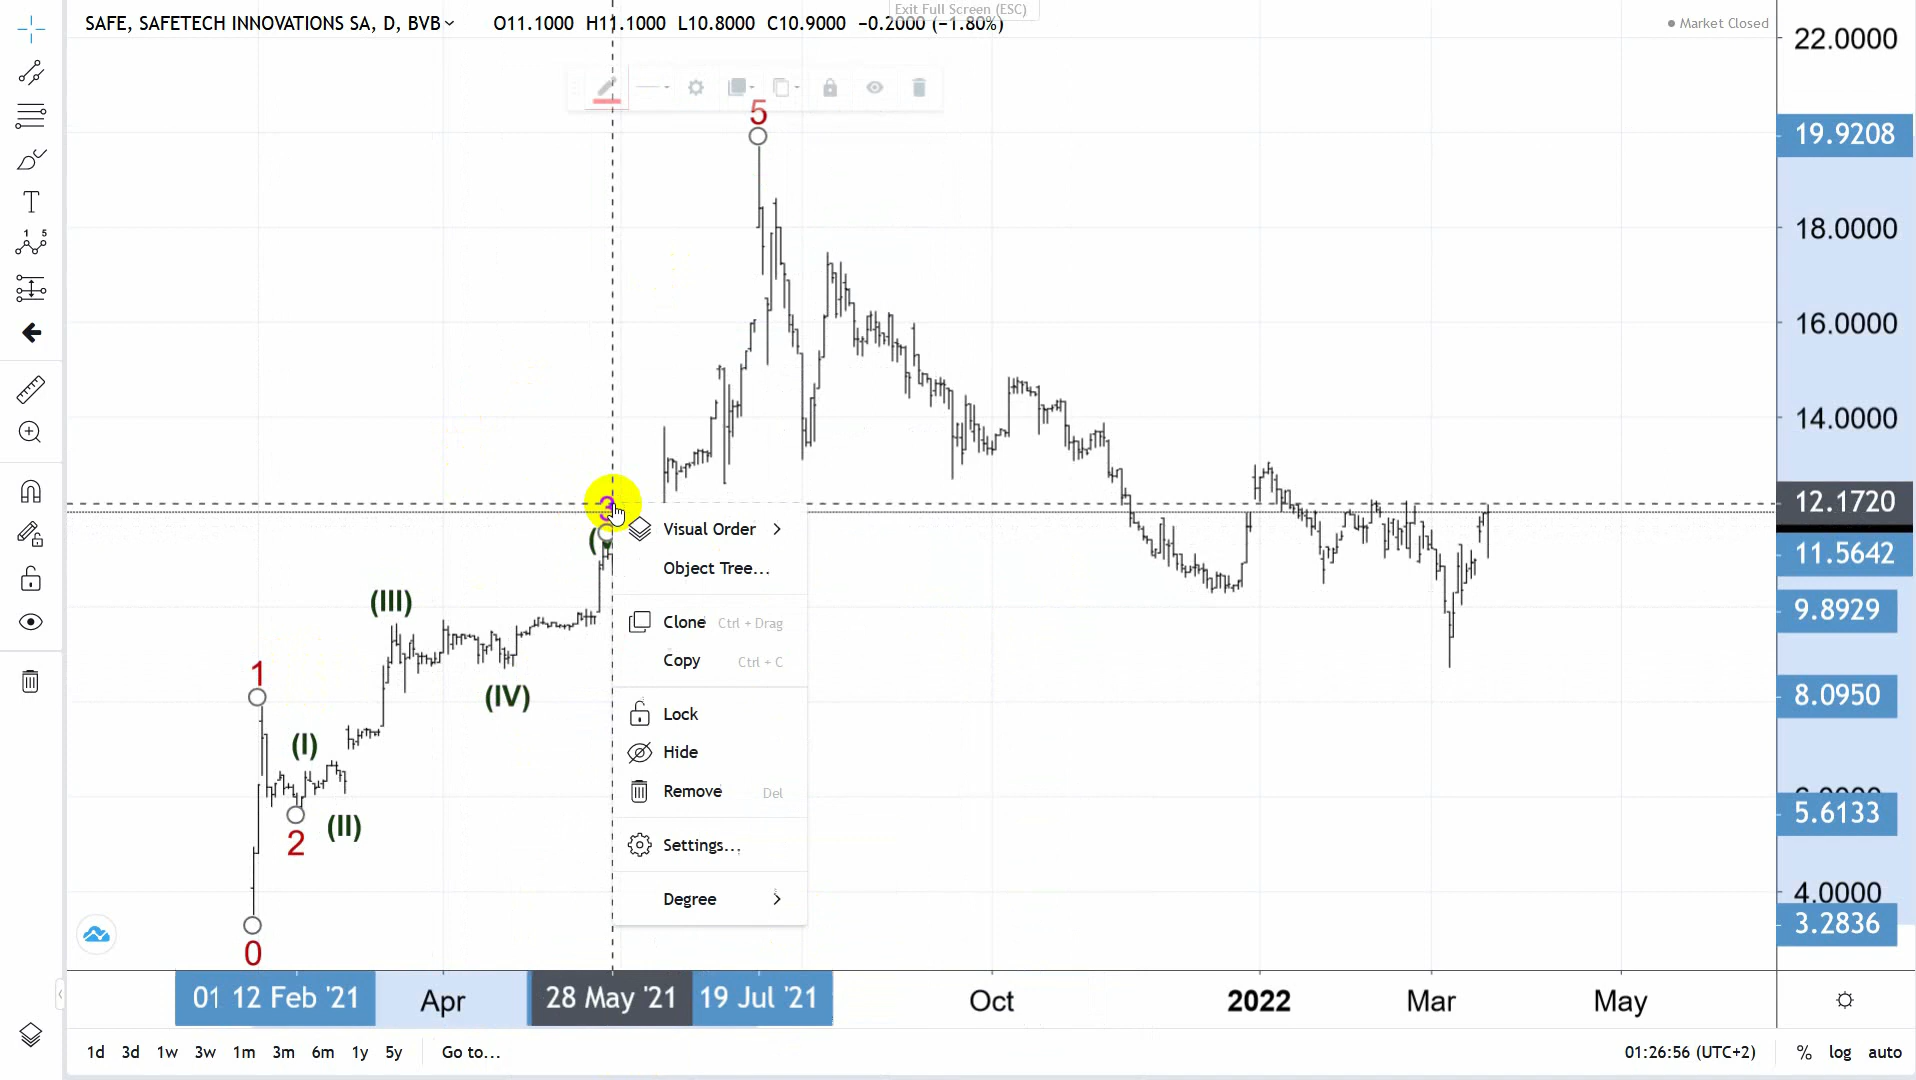 Exit Full Screen (ESC)
SAFE, SAFETECH INNOVATIONS SA, D, BVB O11.1000 H11.1000 L10.8000 C10.9000 −0.2000 (−1.80%)
Market Closed
22.0000
19.9208
18.0000
16.0000
14.0000
12.1720
11.5642
9.8929
8.0950
5.6133
4.0000
3.2836
T
1 5
5
3
(III)
(IV)
1
(I)
2
(II)
0
Visual Order
Object Tree...
Clone Ctrl + Drag
Copy Ctrl + C
Lock
Hide
Remove Del
Settings...
Degree
01 12 Feb '21 Apr 28 May '21 19 Jul '21 Oct 2022 Mar May
1d 3d 1w 3w 1m 3m 6m 1y 5y Go to... 01:26:56 (UTC+2) % log auto